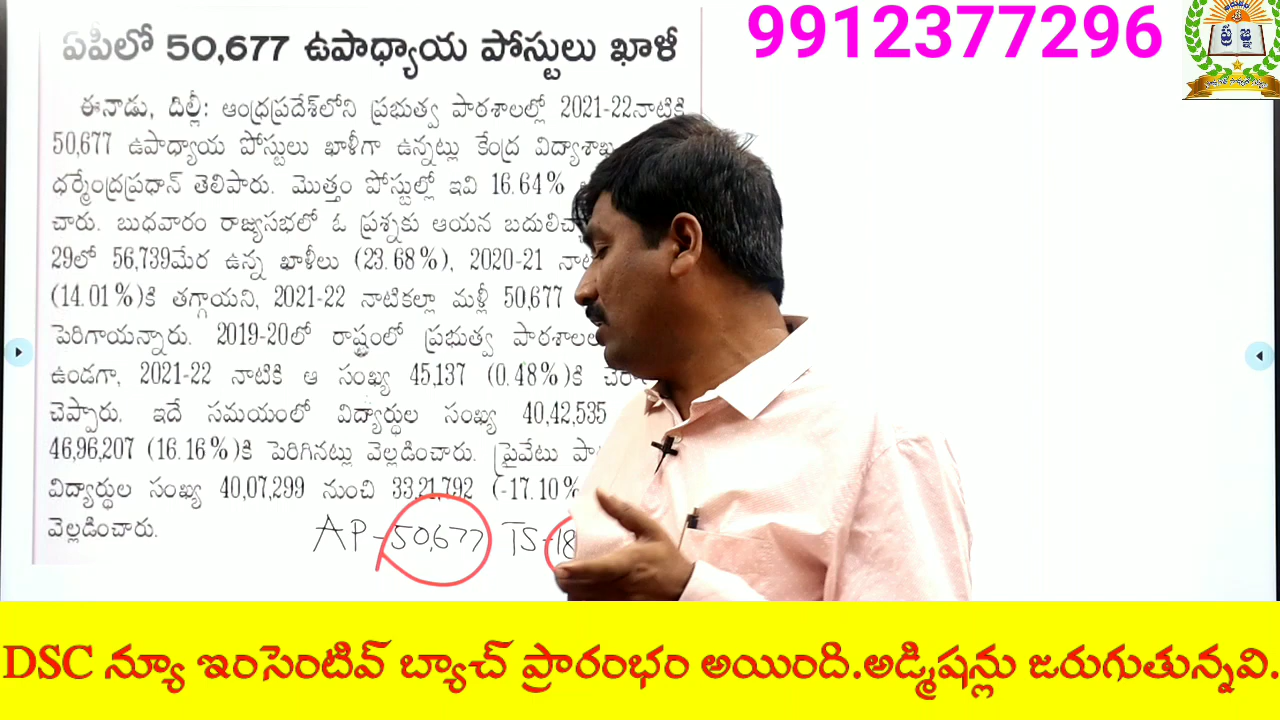 9912377296
ఏపీలో 50,677 ఉపాధ్యాయ పోస్టులు ఖాళీ
ఈనాడు, దిల్లీ: ఆంధ్రప్రదేశ్‌లోని ప్రభుత్వ పాఠశాలల్లో 2021-22నాటికి
50,677 ఉపాధ్యాయ పోస్టులు ఖాళీగా ఉన్నట్లు కేంద్ర విద్యాశాఖ
ధర్మేంద్రప్రధాన్ తెలిపారు. మొత్తం పోస్టుల్లో ఇవి 16.64%
చారు. బుధవారం రాజ్యసభలో ఓ ప్రశ్నకు ఆయన
29లో 56,739మేర ఉన్న ఖాళీలు (23.68%), 2020-21
(14.01%)కి తగ్గాయని, 2021-22 నాటికల్లా మళ్లీ 50,677
పెరిగాయన్నారు. 2019-20లో రాష్ట్రంలో ప్రభుత్వ
ఉండగా, 2021-22 నాటికి ఆ సంఖ్య 45,137 (0.48%)కి
చెప్పారు. ఇదే సమయంలో విద్యార్థుల సంఖ్య 40,42,535
46,96,207 (16.16%)కి పెరిగినట్లు వెల్లడించారు. ప్రైవేటు
విద్యార్థుల సంఖ్య 40,07,299 నుంచి 33,21,792 (-17.10%
వెల్లడించారు.
AP-50,677 TS-18
DSC న్యూ ఇంసెంటివ్ బ్యాచ్ ప్రారంభం అయింది.అడ్మిషన్లు జరుగుతున్నవి.